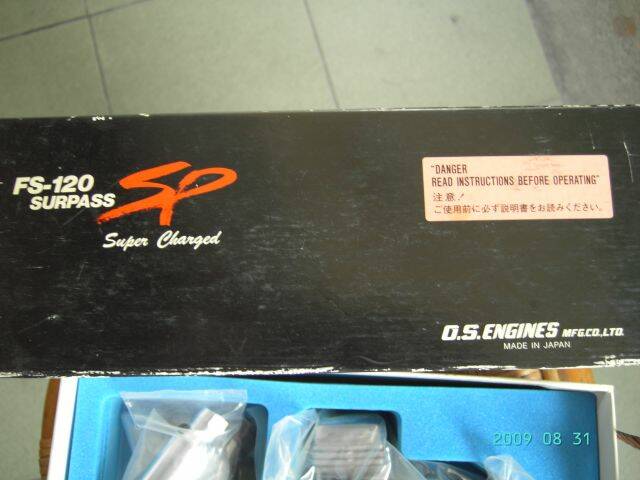 FS-120
SURPASS
SP
Super Charged
"DANGER
READ INSTRUCTIONS BEFORE OPERATING"
注意！
ご使用前に必ず説明書をお読みください。
O.S.ENGINES MFG.CO.,LTD.
MADE IN JAPAN
2009 08 31